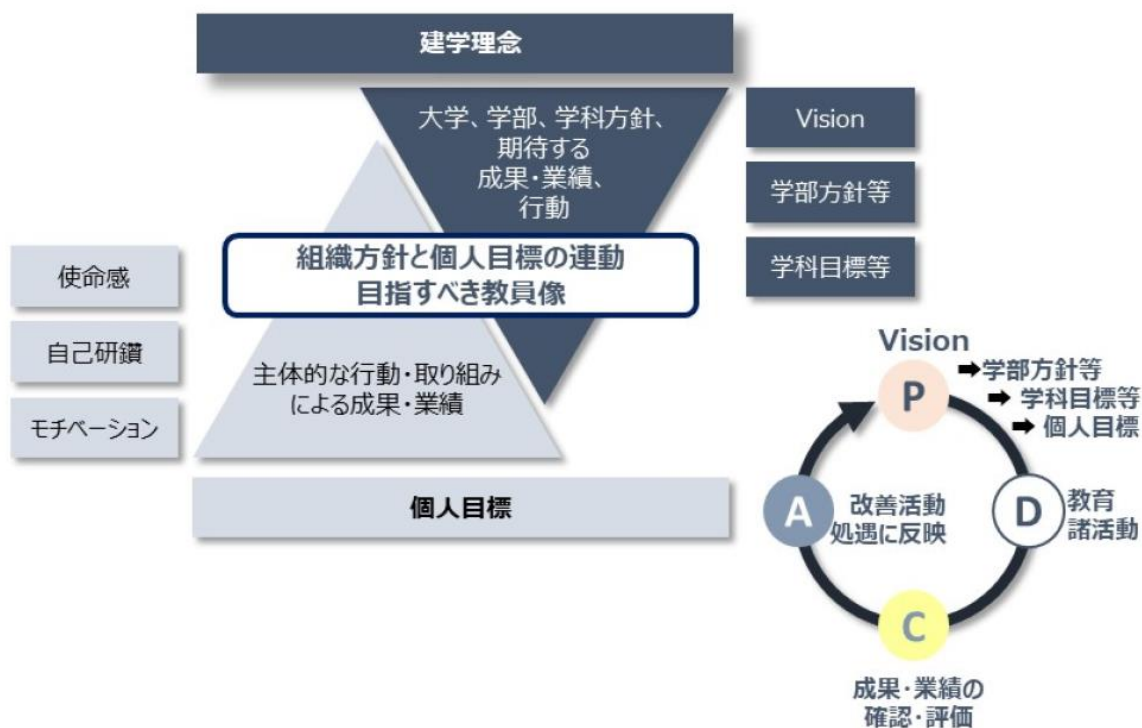 建学理念
大学、学部、学科方針、
期待する
成果・業績、
行動
Vision
学部方針等
学科目標等
組織方針と個人目標の連動
目指すべき教員像
使命感
自己研鑽
モチベーション
主体的な行動・取り組み
による成果・業績
個人目標
Vision
P
➡学部方針等
➡ 学科目標等
➡ 個人目標
D
教育
諸活動
C
成果・業績の
確認・評価
A
改善活動
処遇に反映